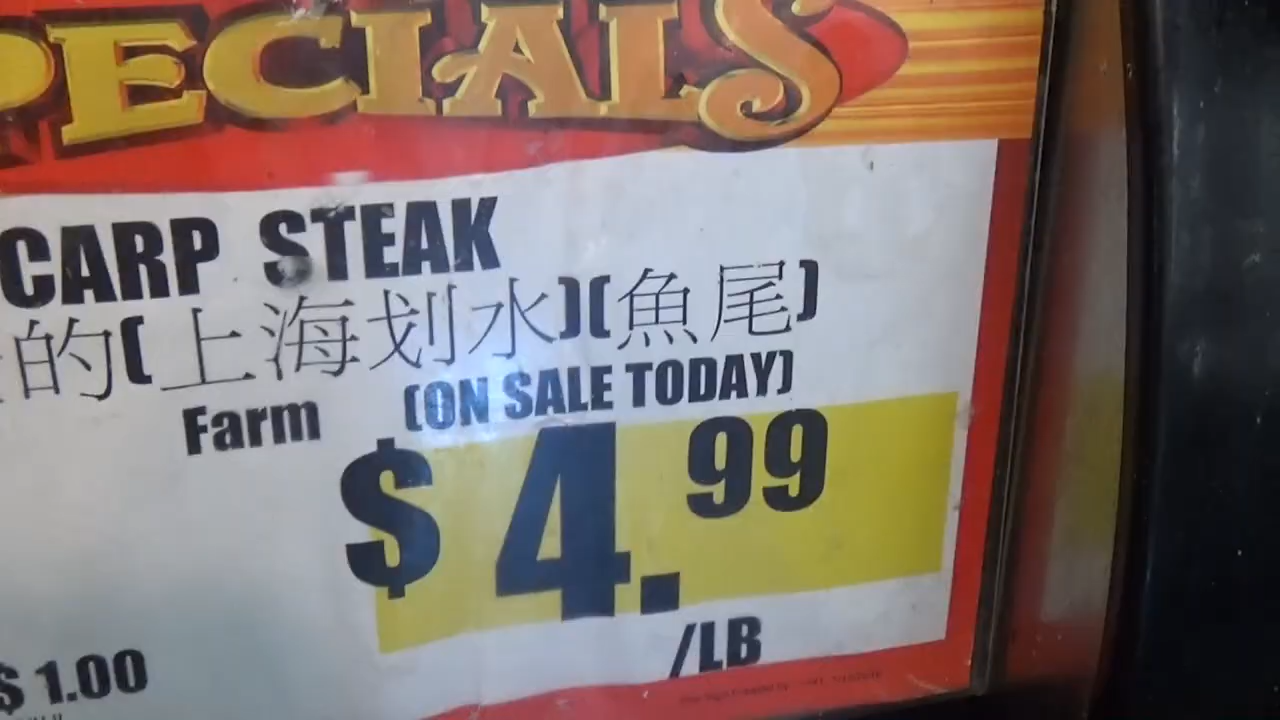 PECIALS
CARP STEAK
的(上海划水)(魚尾)
Farm (ON SALE TODAY)
$4.99
/LB
$1.00